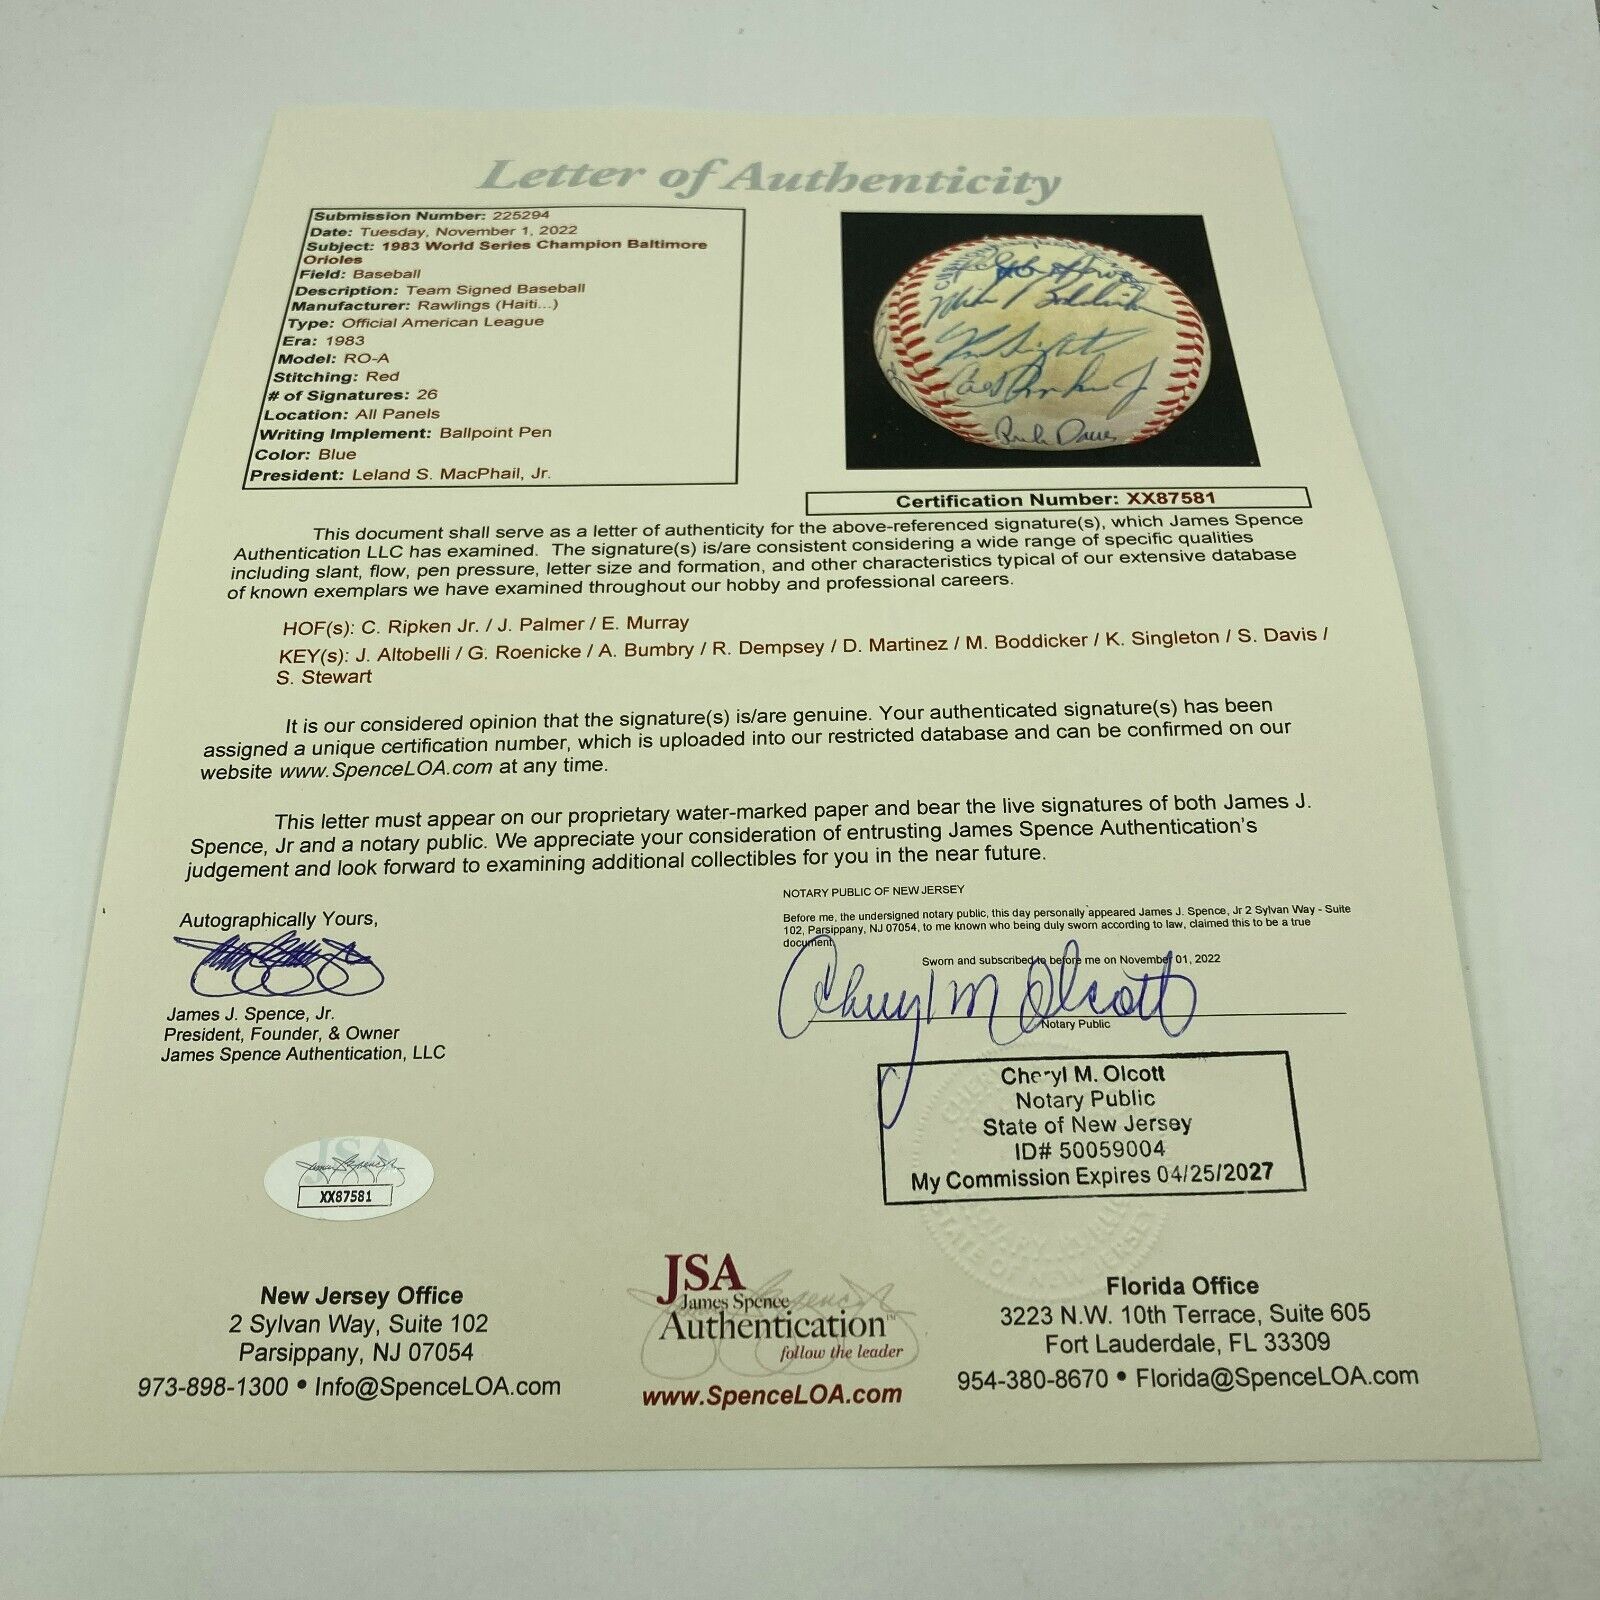 Letter of Authenticity
Submission Number: 225294
Date: Tuesday, November 1, 2022
Subject: 1983 World Series Champion Baltimore
Orioles
Field: Baseball
Description: Team Signed Baseball
Manufacturer: Rawlings (Haiti...)
Type: Official American League
Era: 1983
Model: RO-A
Stitching: Red
# of Signatures: 26
Location: All Panels
Writing Implement: Ballpoint Pen
Color: Blue
President: Leland S. MacPhail, Jr.
Mike Boddicker
Ken Singleton
Cal Ripken Jr
Certification Number: XX87581
This document shall serve as a letter of authenticity for the above-referenced signature(s), which James Spence
Authentication LLC has examined. The signature(s) is/are consistent considering a wide range of specific qualities
including slant, flow, pen pressure, letter size and formation, and other characteristics typical of our extensive database
of known exemplars we have examined throughout our hobby and professional careers.
HOF(s): C. Ripken Jr. / J. Palmer / E. Murray
KEY(s): J. Altobelli / G. Roenicke / A. Bumbry / R. Dempsey / D. Martinez / M. Boddicker / K. Singleton / S. Davis /
S. Stewart
It is our considered opinion that the signature(s) is/are genuine. Your authenticated signature(s) has been
assigned a unique certification number, which is uploaded into our restricted database and can be confirmed on our
website www.SpenceLOA.com at any time.
This letter must appear on our proprietary water-marked paper and bear the live signatures of both James J.
Spence, Jr and a notary public. We appreciate your consideration of entrusting James Spence Authentication's
judgement and look forward to examining additional collectibles for you in the near future.
Autographically Yours,
James J. Spence, Jr.
President, Founder, & Owner
James Spence Authentication, LLC
NOTARY PUBLIC OF NEW JERSEY
Before me, the undersigned notary public, this day personally appeared James J. Spence, Jr 2 Sylvan Way - Suite
102, Parsippany, NJ 07054, to me known who being duly sworn according to law, claimed this to be a true
document.
Sworn and subscribed to before me on November 01, 2022
Cheryl M Olcott
Notary Public
Cheryl M. Olcott
Notary Public
State of New Jersey
ID# 50059004
My Commission Expires 04/25/2027
JSA
XX87581
New Jersey Office
2 Sylvan Way, Suite 102
Parsippany, NJ 07054
973-898-1300 • Info@SpenceLOA.com
JSA
James Spence
Authentication™
follow the leader
www.SpenceLOA.com
Florida Office
3223 N.W. 10th Terrace, Suite 605
Fort Lauderdale, FL 33309
954-380-8670 • Florida@SpenceLOA.com